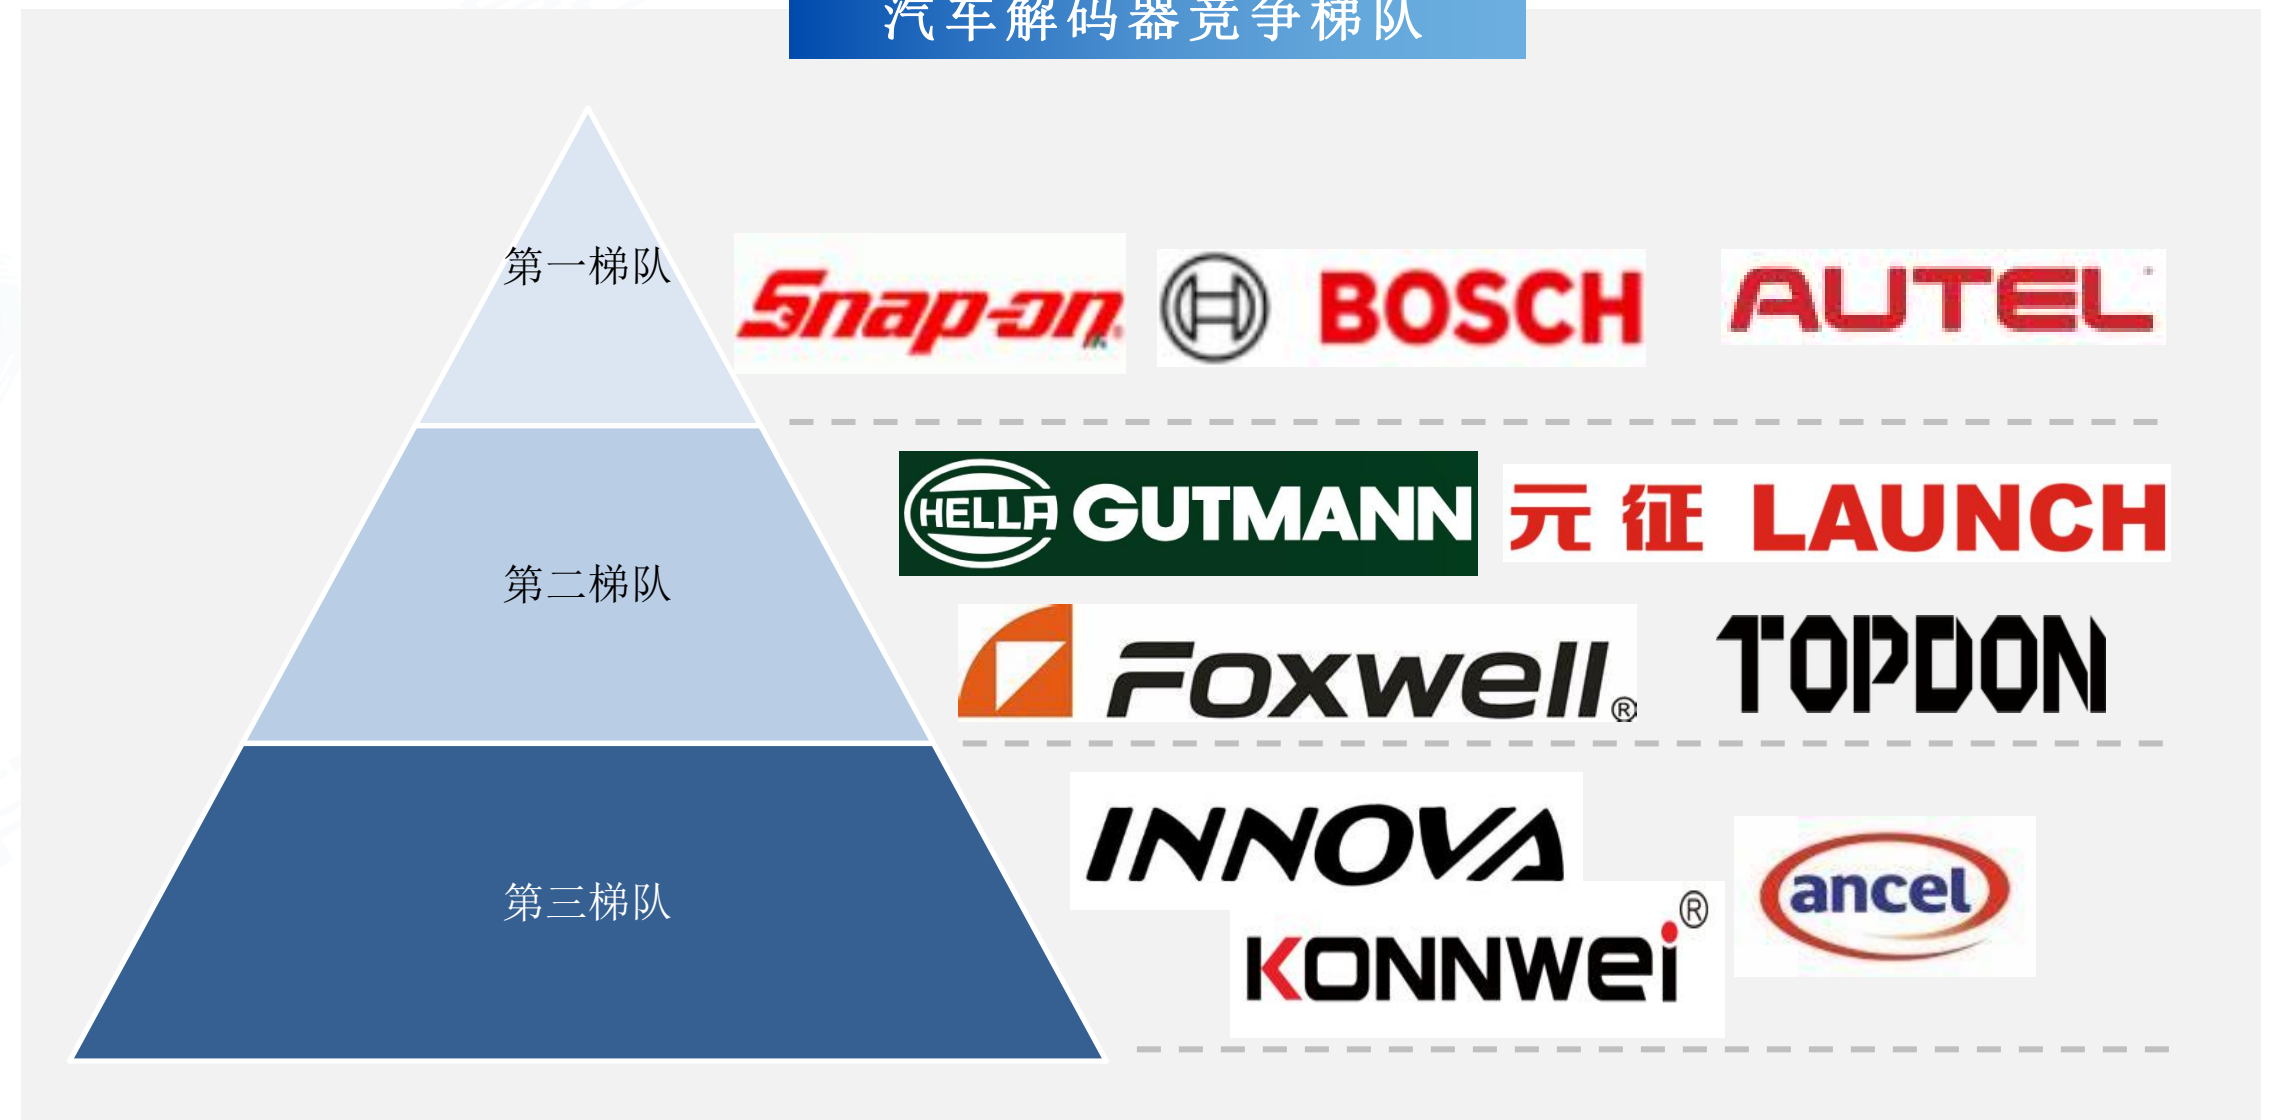 汽车解码器竞争梯队
第一梯队
Snap-on
BOSCH
AUTEL
第二梯队
HELLA GUTMANN
元征 LAUNCH
FOXWELL®
TOPDON
第三梯队
INNOVA
ancel
KONNWEI®